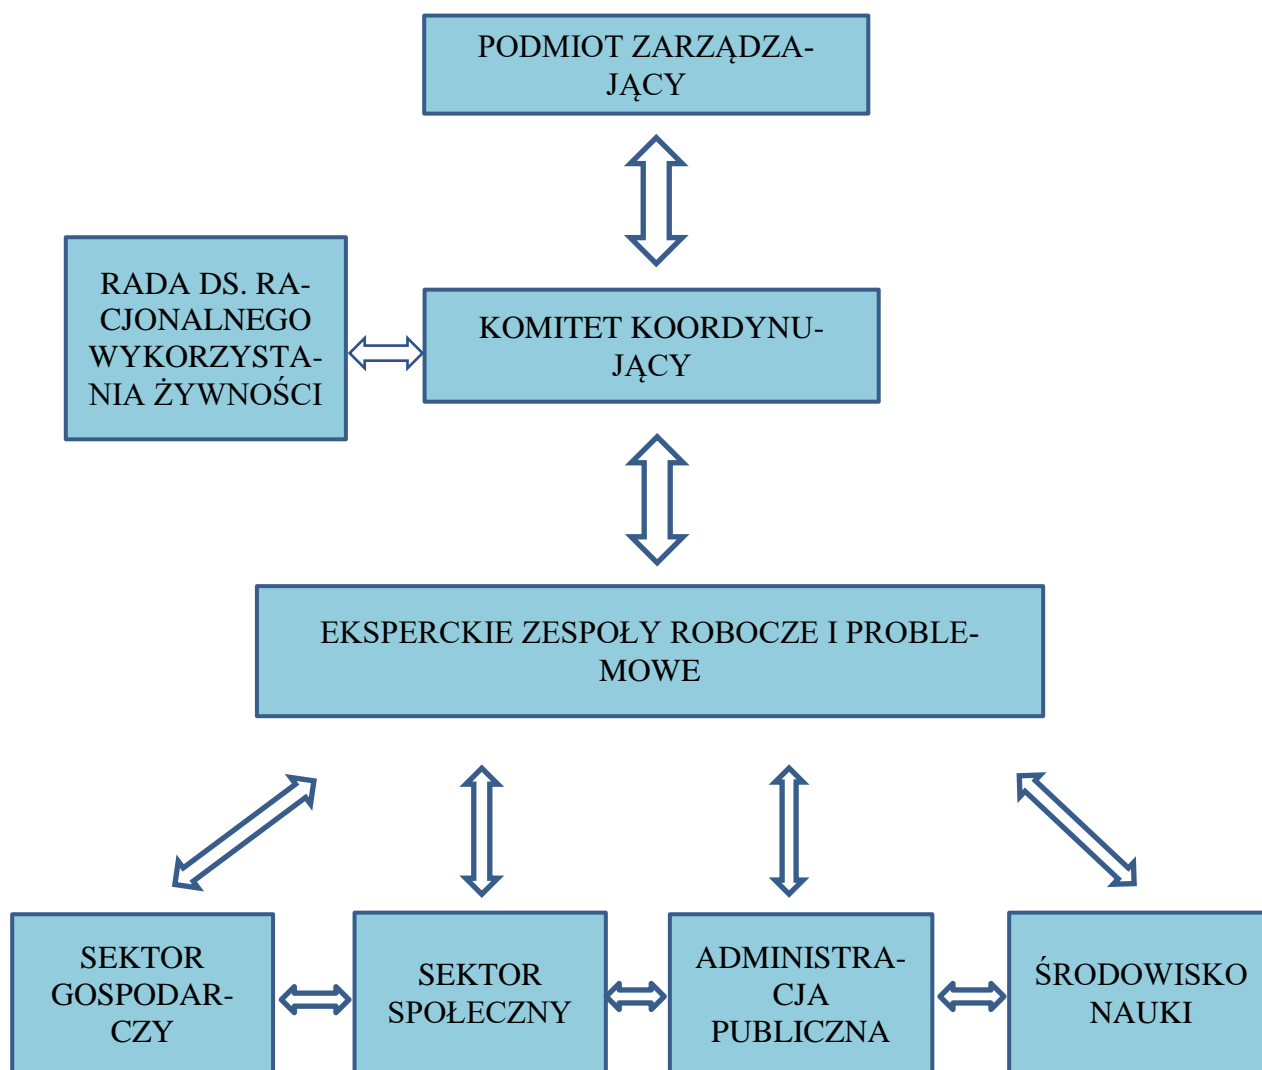 PODMIOT ZARZĄDZA-
JĄCY
RADA DS. RA-
CJONALNEGO
WYKORZYSTA-
NIA ŻYWNOŚCI
KOMITET KOORDYNU-
JĄCY
EKSPERCKIE ZESPOŁY ROBOCZE I PROBLE-
MOWE
SEKTOR
GOSPODAR-
CZY
SEKTOR
SPOŁECZNY
ADMINISTRA-
CJA
PUBLICZNA
ŚRODOWISKO
NAUKI